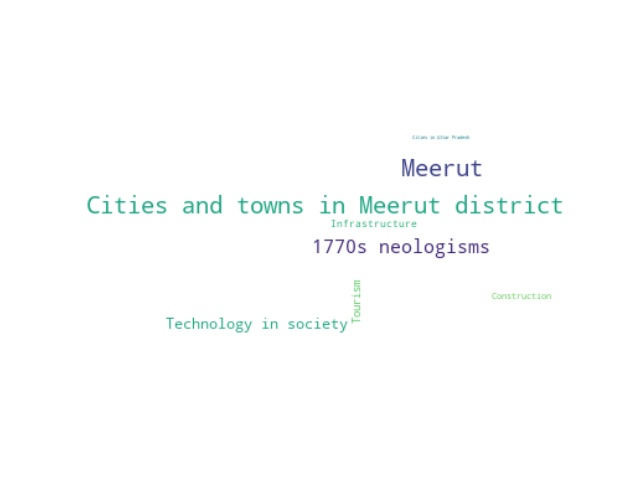 Cities in Uttar Pradesh
Meerut
Cities and towns in Meerut district
Infrastructure
1770s neologisms
Tourism
Construction
Technology in society